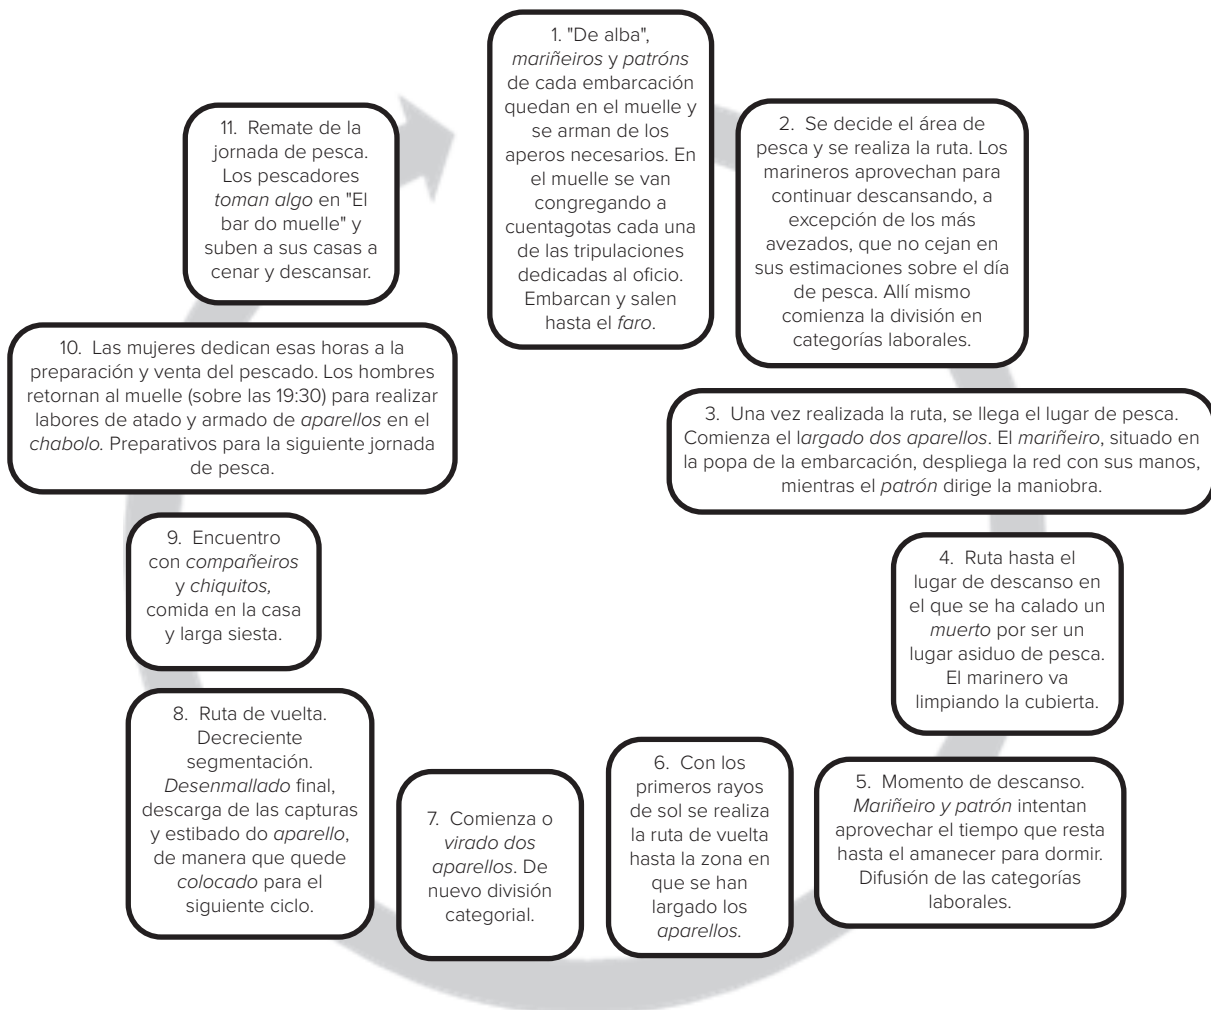 1. "De alba",
mariñeiros y patróns
de cada embarcación
quedan en el muelle y
se arman de los
aperos necesarios. En
el muelle se van
congregando a
cuentagotas cada una
de las tripulaciones
dedicadas al oficio.
Embarcan y salen
hasta el faro.
2. Se decide el área de
pesca y se realiza la ruta. Los
marineros aprovechan para
continuar descansando, a
excepción de los más
avezados, que no cejan en
sus estimaciones sobre el día
de pesca. Allí mismo
comienza la división en
categorías laborales.
3. Una vez realizada la ruta, se llega el lugar de pesca.
Comienza el largado dos aparellos. El mariñeiro, situado en
la popa de la embarcación, despliega la red con sus manos,
mientras el patrón dirige la maniobra.
4. Ruta hasta el
lugar de descanso en
el que se ha calado un
muerto por ser un
lugar asiduo de pesca.
El marinero va
limpiando la cubierta.
5. Momento de descanso.
Mariñeiro y patrón intentan
aprovechar el tiempo que resta
hasta el amanecer para dormir.
Difusión de las categorías
laborales.
6. Con los
primeros rayos
de sol se realiza
la ruta de vuelta
hasta la zona en
que se han
largado los
aparellos.
7. Comienza o
virado dos
aparellos. De
nuevo división
categorial.
8. Ruta de vuelta.
Decreciente
segmentación.
Desenmallado final,
descarga de las capturas
y estibado do aparello,
de manera que quede
colocado para el
siguiente ciclo.
9. Encuentro
con compañeiros
y chiquitos,
comida en la casa
y larga siesta.
10. Las mujeres dedican esas horas a la
preparación y venta del pescado. Los hombres
retornan al muelle (sobre las 19:30) para realizar
labores de atado y armado de aparellos en el
chabolo. Preparativos para la siguiente jornada
de pesca.
11. Remate de la
jornada de pesca.
Los pescadores
toman algo en "El
bar do muelle" y
suben a sus casas a
cenar y descansar.